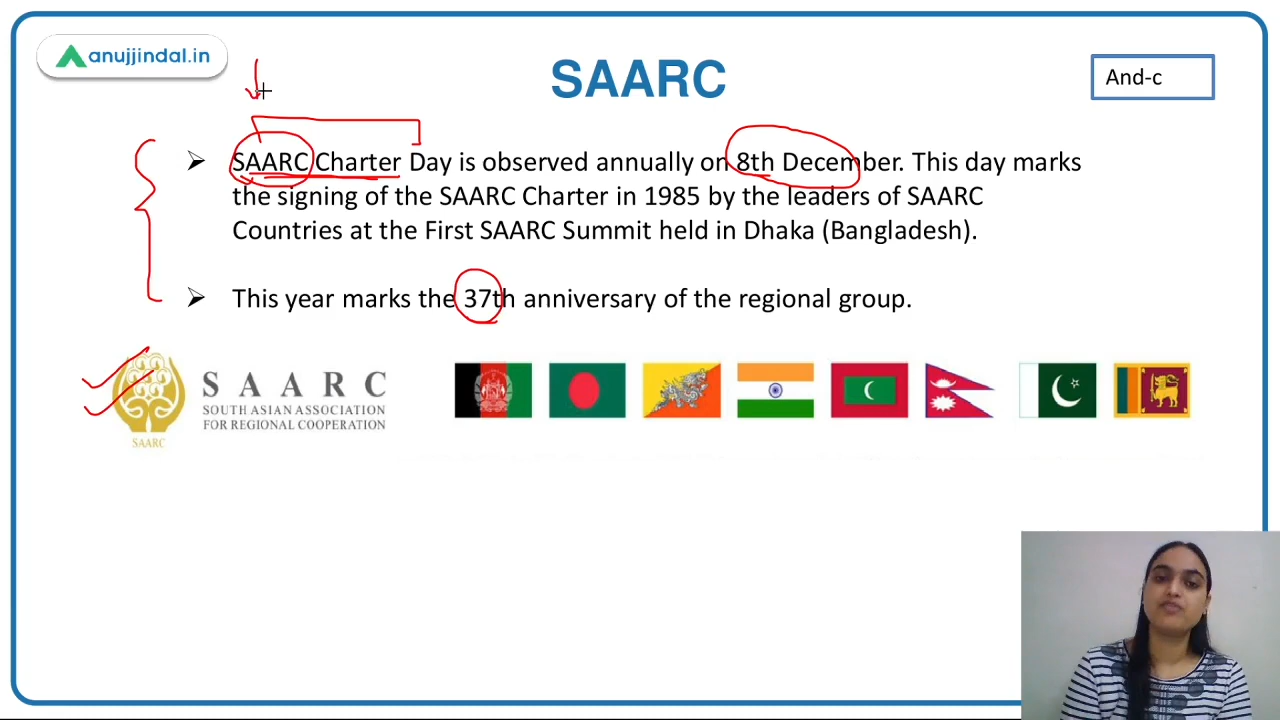 anujjindal.in
SAARC
And-c
➢ SAARC Charter Day is observed annually on 8th December. This day marks
the signing of the SAARC Charter in 1985 by the leaders of SAARC
Countries at the First SAARC Summit held in Dhaka (Bangladesh).
➢ This year marks the 37th anniversary of the regional group.
S A A R C
SOUTH ASIAN ASSOCIATION
FOR REGIONAL COOPERATION
SAARC